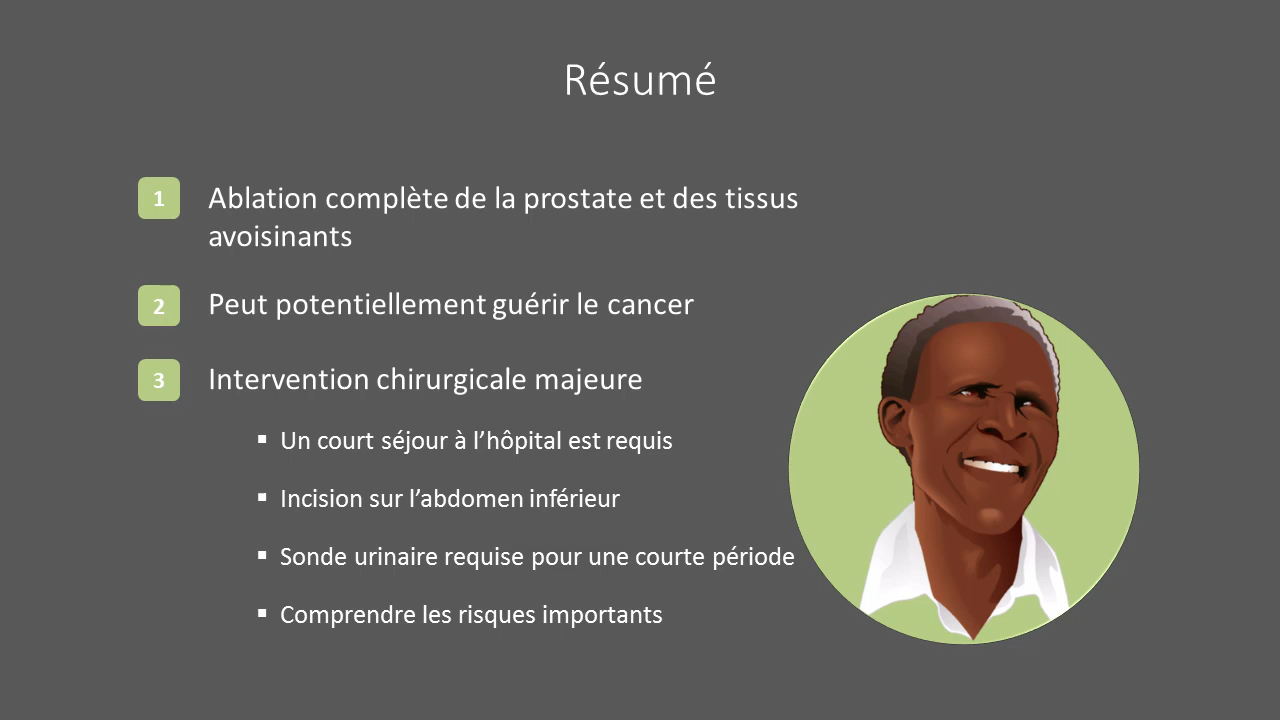 Résumé
1 Ablation complète de la prostate et des tissus
avoisinants
2 Peut potentiellement guérir le cancer
3 Intervention chirurgicale majeure
▪ Un court séjour à l’hôpital est requis
▪ Incision sur l’abdomen inférieur
▪ Sonde urinaire requise pour une courte période
▪ Comprendre les risques importants